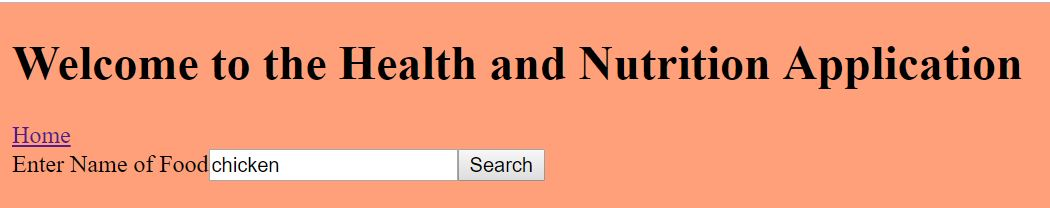 Welcome to the Health and Nutrition Application
Home
Enter Name of Food chicken Search